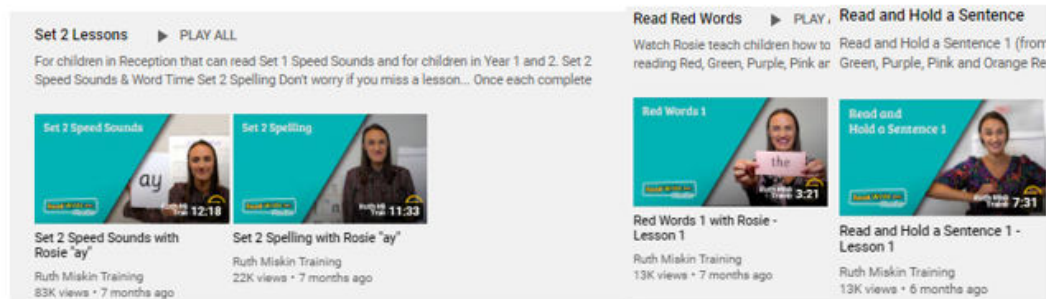 Set 2 Lessons ▶ PLAY ALL
For children in Reception that can read Set 1 Speed Sounds and for children in Year 1 and 2. Set 2
Speed Sounds & Word Time Set 2 Spelling Don't worry if you miss a lesson... Once each complete
Set 2 Speed Sounds
ay
12:18
Set 2 Speed Sounds with
Rosie "ay"
Ruth Miskin Training
83K views • 7 months ago
Set 2 Spelling
11:33
Set 2 Spelling with Rosie "ay"
Ruth Miskin Training
22K views • 7 months ago
Read Red Words ▶ PLAY
Watch Rosie teach children how to
reading Red, Green, Purple, Pink ar
Red Words 1
the
3:21
Red Words 1 with Rosie -
Lesson 1
Ruth Miskin Training
13K views • 7 months ago
Read and Hold a Sentence
Read and Hold a Sentence 1 (from
Green, Purple, Pink and Orange Re
Read and
Hold a Sentence 1
7:31
Read and Hold a Sentence 1 -
Lesson 1
Ruth Miskin Training
13K views • 6 months ago